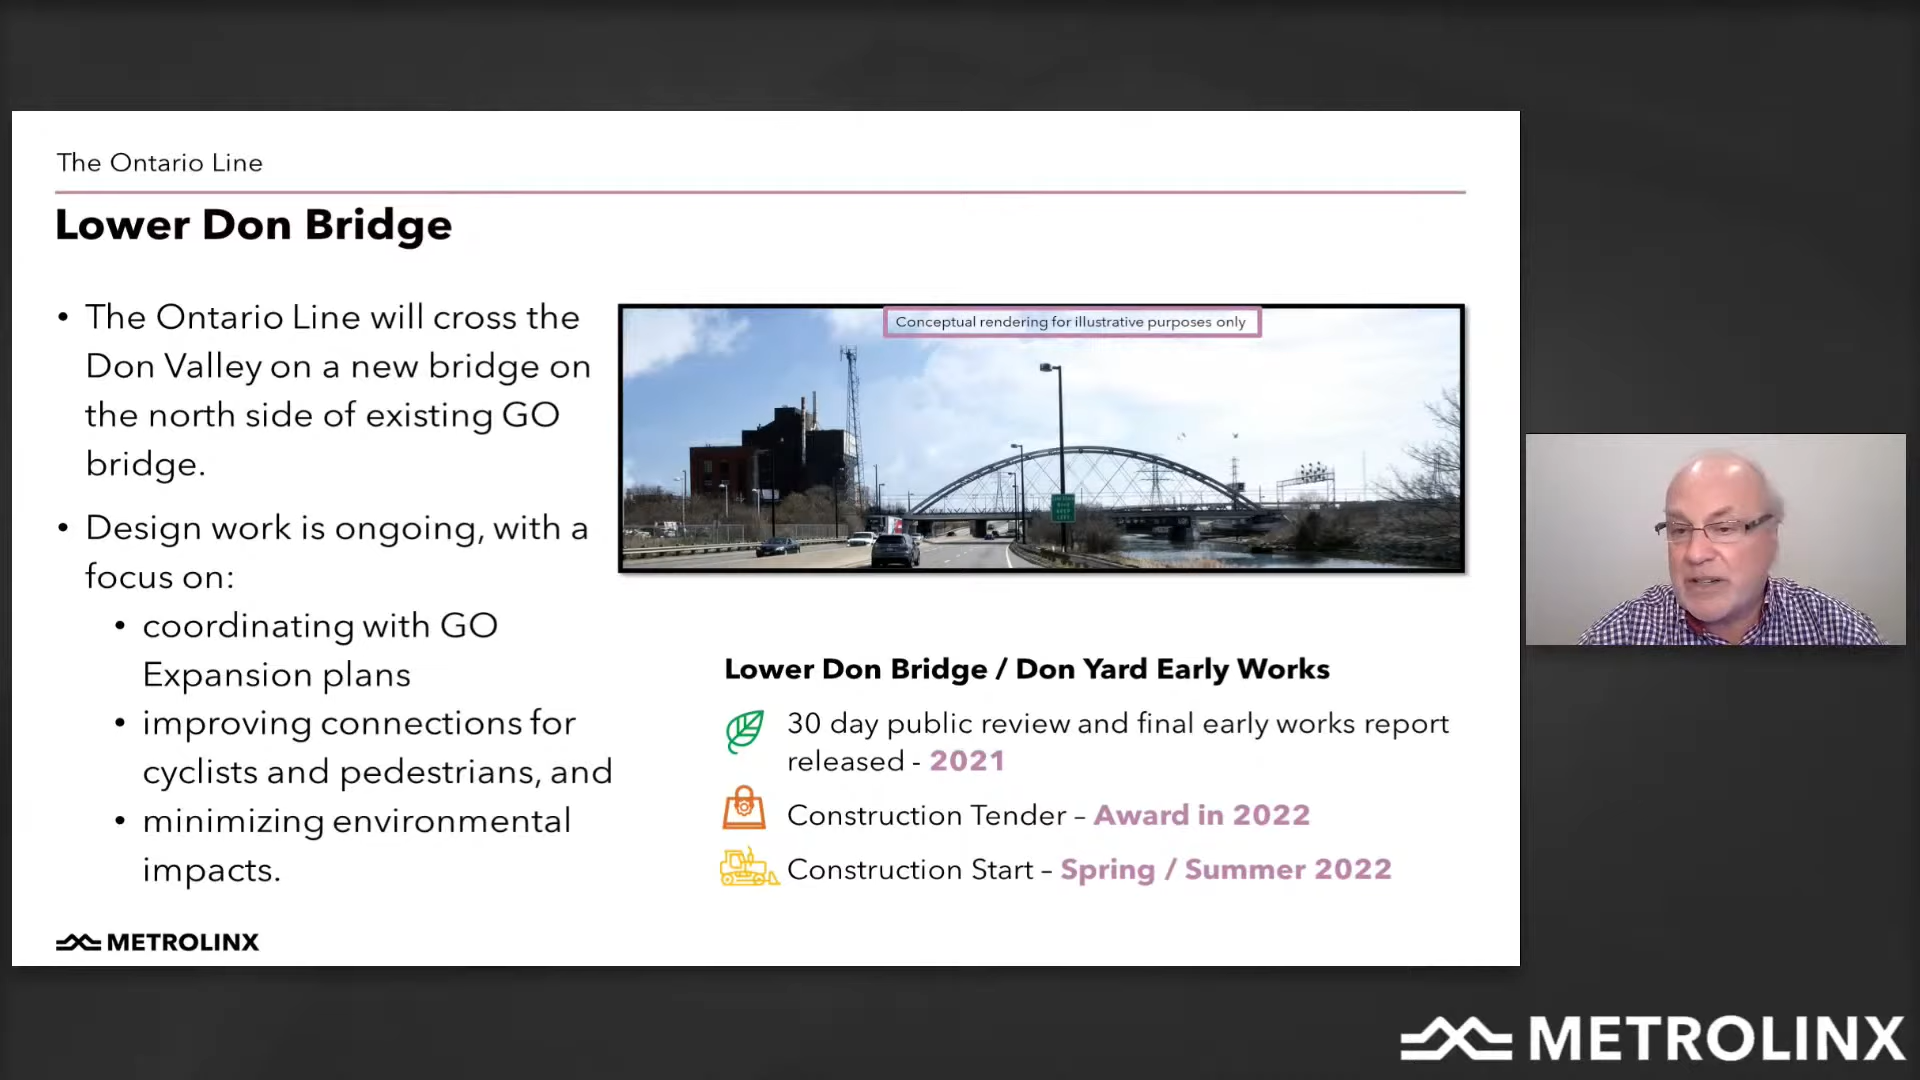 The Ontario Line
Lower Don Bridge
• The Ontario Line will cross the
Don Valley on a new bridge on
the north side of existing GO
bridge.
• Design work is ongoing, with a
focus on:
• coordinating with GO
Expansion plans
• improving connections for
cyclists and pedestrians, and
• minimizing environmental
impacts.
Conceptual rendering for illustrative purposes only
Lower Don Bridge / Don Yard Early Works
30 day public review and final early works report
released - 2021
Construction Tender – Award in 2022
Construction Start – Spring / Summer 2022
METROLINX
METROLINX